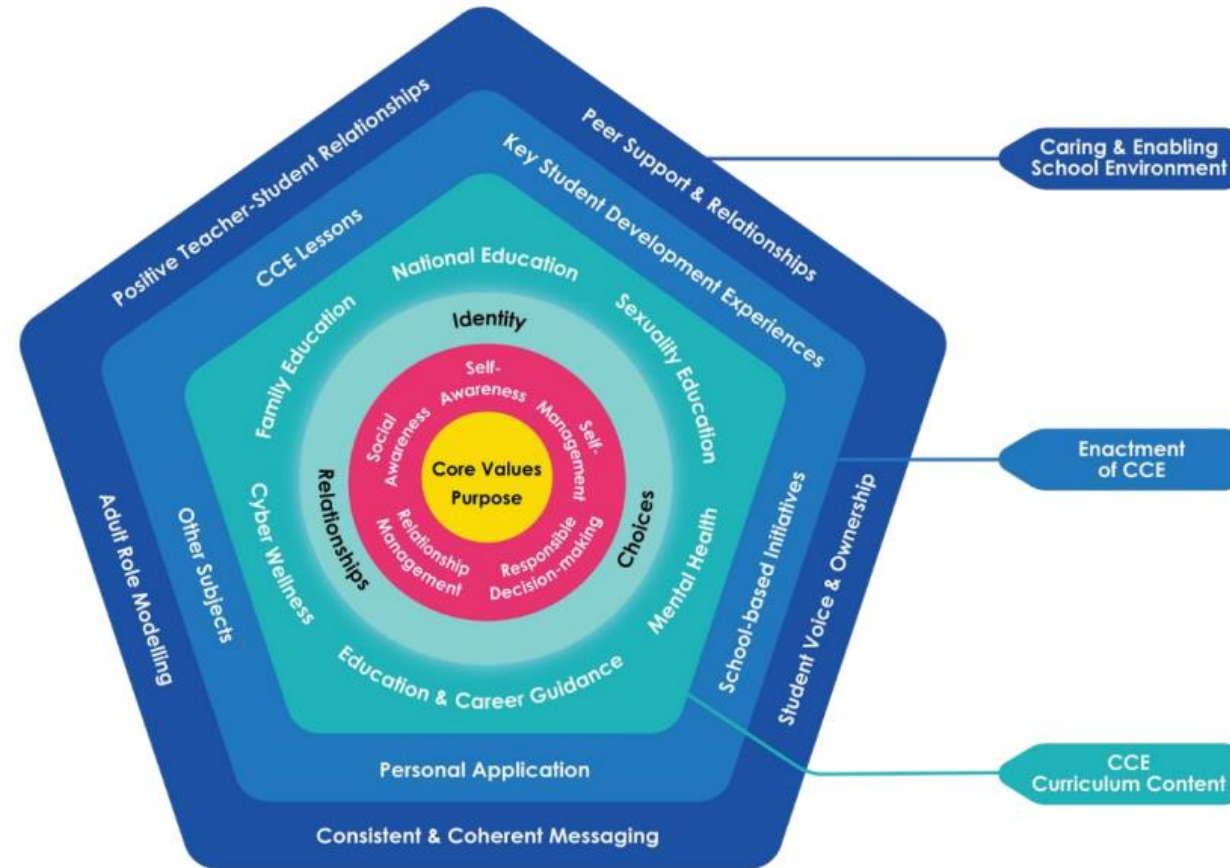 Positive Teacher-Student Relationships
Peer Support & Relationships
Adult Role Modelling
Student Voice & Ownership
Consistent & Coherent Messaging
CCE Lessons
Key Student Development Experiences
Other Subjects
School-based Initiatives
Personal Application
National Education
Family Education
Sexuality Education
Cyber Wellness
Mental Health
Education & Career Guidance
Identity
Relationships
Choices
Self-
Awareness
Social
Awareness
Self-
Management
Relationship
Management
Responsible
Decision-making
Core Values
Purpose
Caring & Enabling
School Environment
Enactment
of CCE
CCE
Curriculum Content